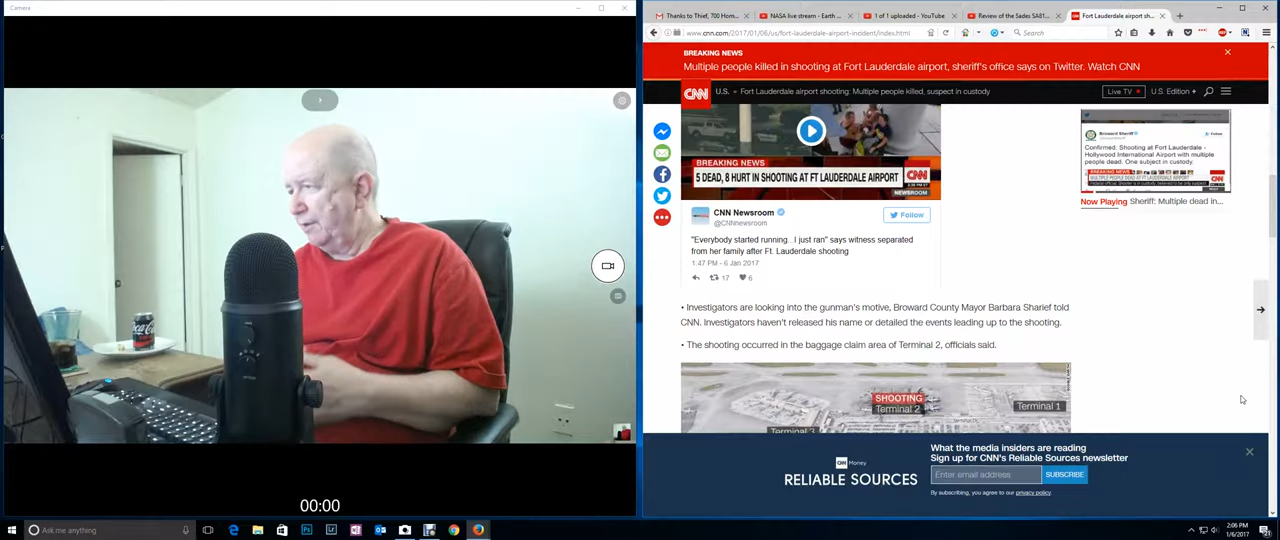 Camera
Thanks to Thief, 700 Hom...
NASA live stream - Earth ...
1 of 1 uploaded - YouTube
Review of the Sades SA81...
Fort Lauderdale airport sh...
www.cnn.com/2017/01/06/us/fort-lauderdale-airport-incident/index.html
Search
BREAKING NEWS
Multiple people killed in shooting at Fort Lauderdale airport, sheriff's office says on Twitter. Watch CNN
CNN
U.S.
Fort Lauderdale airport shooting: Multiple people killed, suspect in custody
Live TV
U.S. Edition +
BREAKING NEWS
5 DEAD, 8 HURT IN SHOOTING AT FT LAUDERDALE AIRPORT
CNN
NEWSROOM
CNN Newsroom
@CNNnewsroom
Follow
"Everybody started running...I just ran" says witness separated
from her family after Ft. Lauderdale shooting
1:47 PM - 6 Jan 2017
17
6
Broward Sheriff
Follow
Confirmed: Shooting at Fort Lauderdale -
Hollywood International Airport with multiple
people dead. One subject in custody.
BREAKING NEWS
MULTIPLE PEOPLE DEAD AT AIRPORT
Now Playing Sheriff: Multiple dead in...
• Investigators are looking into the gunman's motive, Broward County Mayor Barbara Sharief told
CNN. Investigators haven't released his name or detailed the events leading up to the shooting.
• The shooting occurred in the baggage claim area of Terminal 2, officials said.
SHOOTING
Terminal 2
Terminal 1
Terminal 3
CNN Money
RELIABLE SOURCES
What the media insiders are reading
Sign up for CNN's Reliable Sources newsletter
Enter email address
SUBSCRIBE
By subscribing, you agree to our privacy policy.
Coca-Cola
00:00
Ask me anything
2:06 PM
1/6/2017